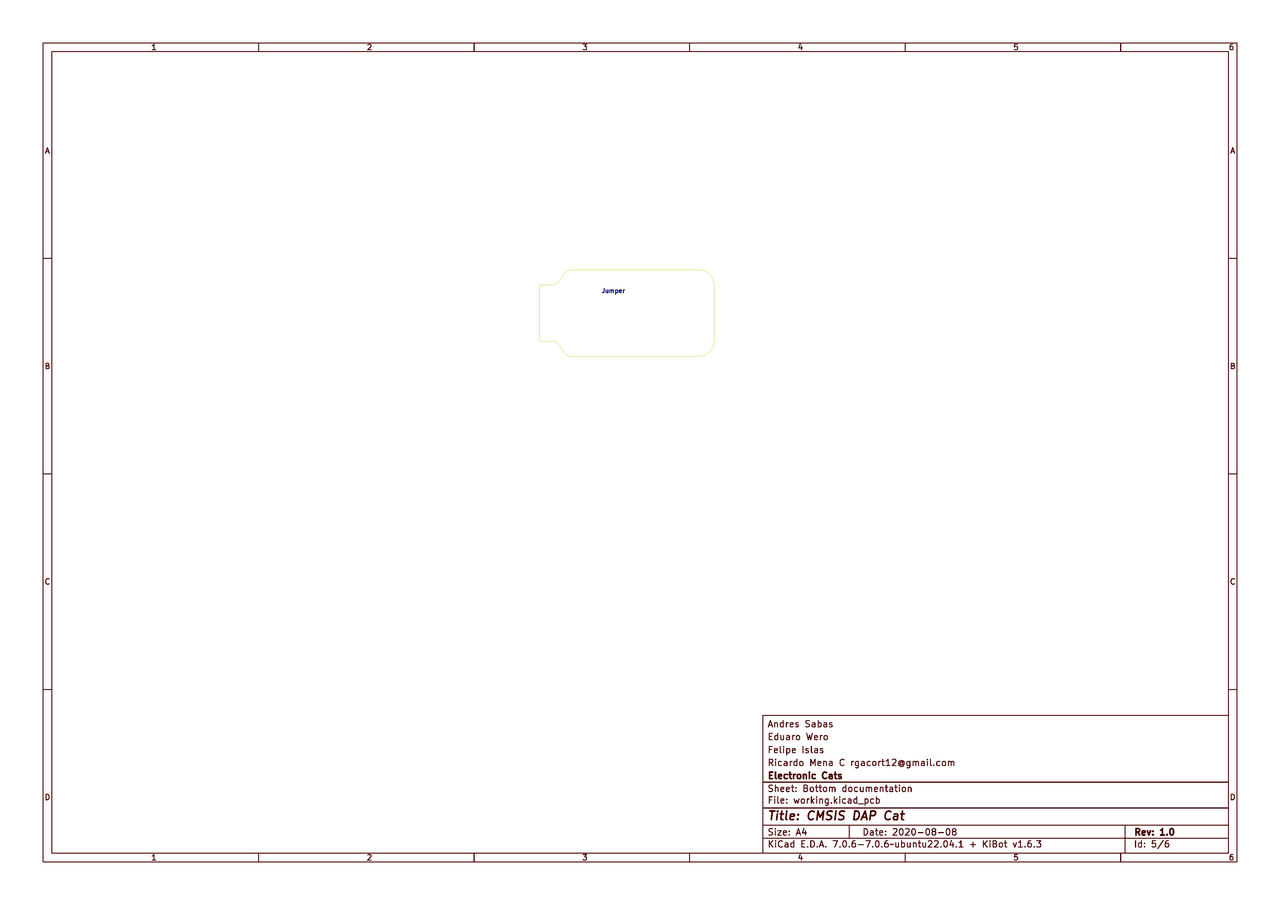 1 2 3 4 5 6
A A
Jumper
B B
C C
Andres Sabas
Eduaro Wero
Felipe Islas
Ricardo Mena C rgacort12@gmail.com
Electronic Cats
Sheet: Bottom documentation
D D
File: working.kicad_pcb
Title: CMSIS DAP Cat
Size: A4 Date: 2020-08-08 Rev: 1.0
KiCad E.D.A. 7.0.6-7.0.6~ubuntu22.04.1 + KiBot v1.6.3 Id: 5/6
1 2 3 4 5 6